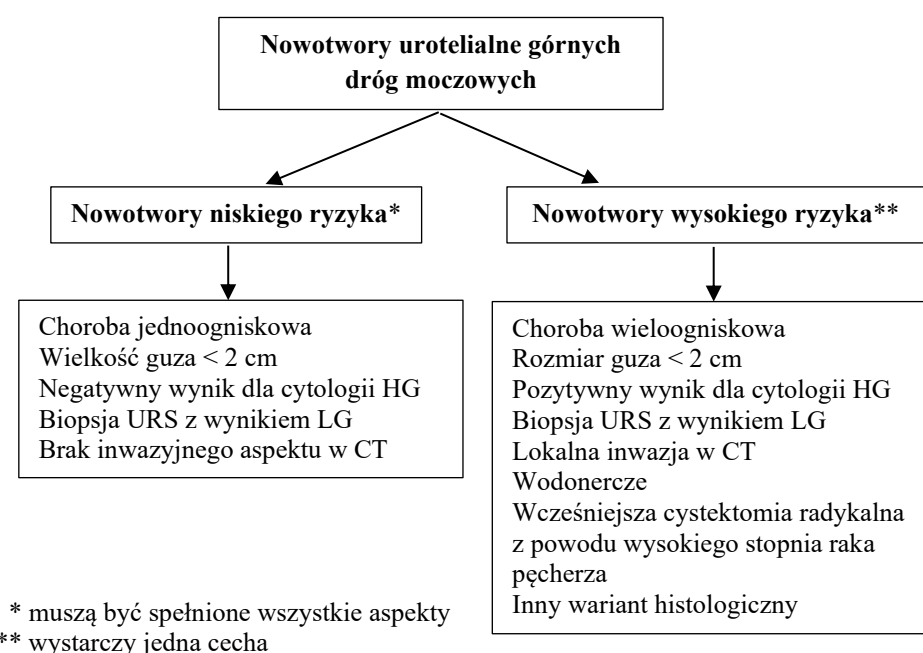 Nowotwory urotelialne górnych
dróg moczowych
Nowotwory niskiego ryzyka*
Nowotwory wysokiego ryzyka**
Choroba jednoogniskowa
Wielkość guza < 2 cm
Negatywny wynik dla cytologii HG
Biopsja URS z wynikiem LG
Brak inwazyjnego aspektu w CT
Choroba wieloogniskowa
Rozmiar guza < 2 cm
Pozytywny wynik dla cytologii HG
Biopsja URS z wynikiem LG
Lokalna inwazja w CT
Wodonercze
Wcześniejsza cystektomia radykalna
z powodu wysokiego stopnia raka
pęcherza
Inny wariant histologiczny
* muszą być spełnione wszystkie aspekty
** wystarczy jedna cecha